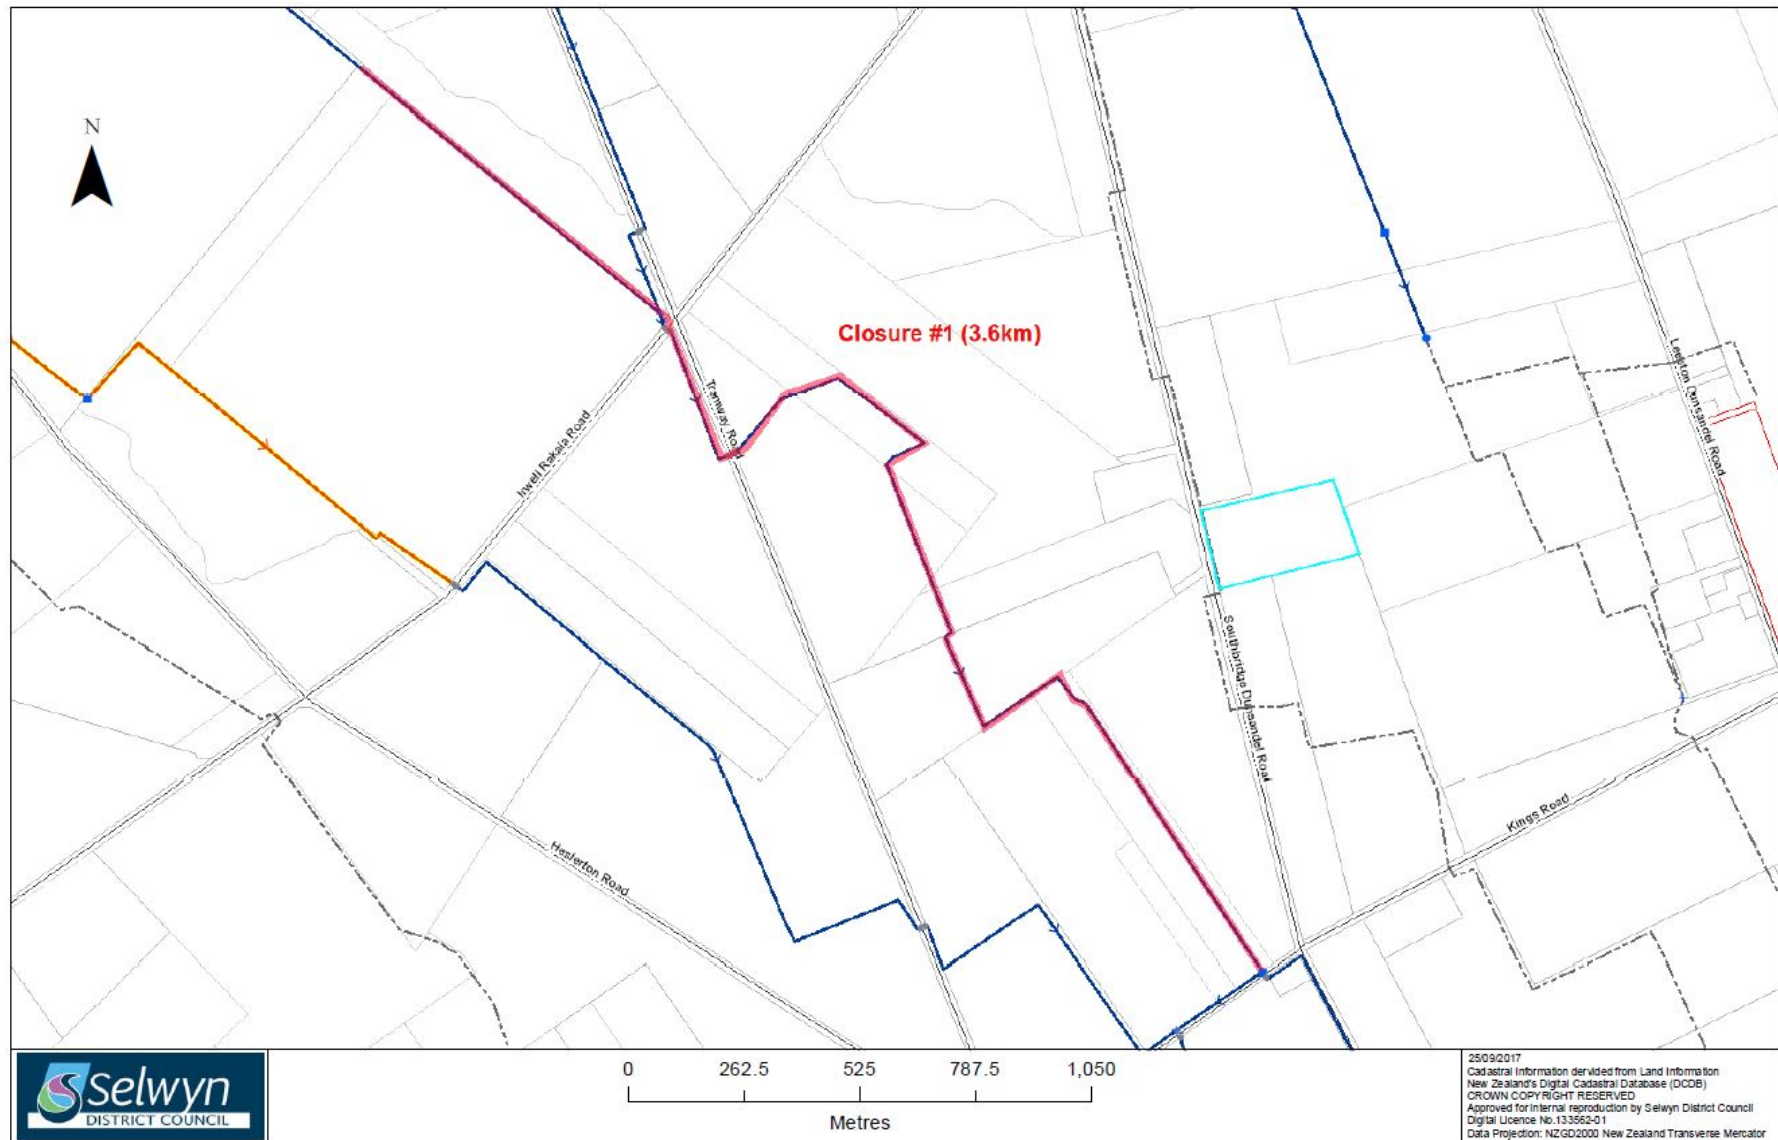 N
Closure #1 (3.6km)
Tramway Road
Irwell Rakaia Road
Leeston Dunsandel Road
Southbridge Dunsandel Road
Kings Road
Heslerton Road
Selwyn
DISTRICT COUNCIL
0 262.5 525 787.5 1,050
Metres
25/09/2017
Cadastral Information derived from Land Information
New Zealand's Digital Cadastral Database (DCDB)
CROWN COPYRIGHT RESERVED
Approved for internal reproduction by Selwyn District Council
Digital Licence No.133562-01
Data Projection: NZGD2000 New Zealand Transverse Mercator